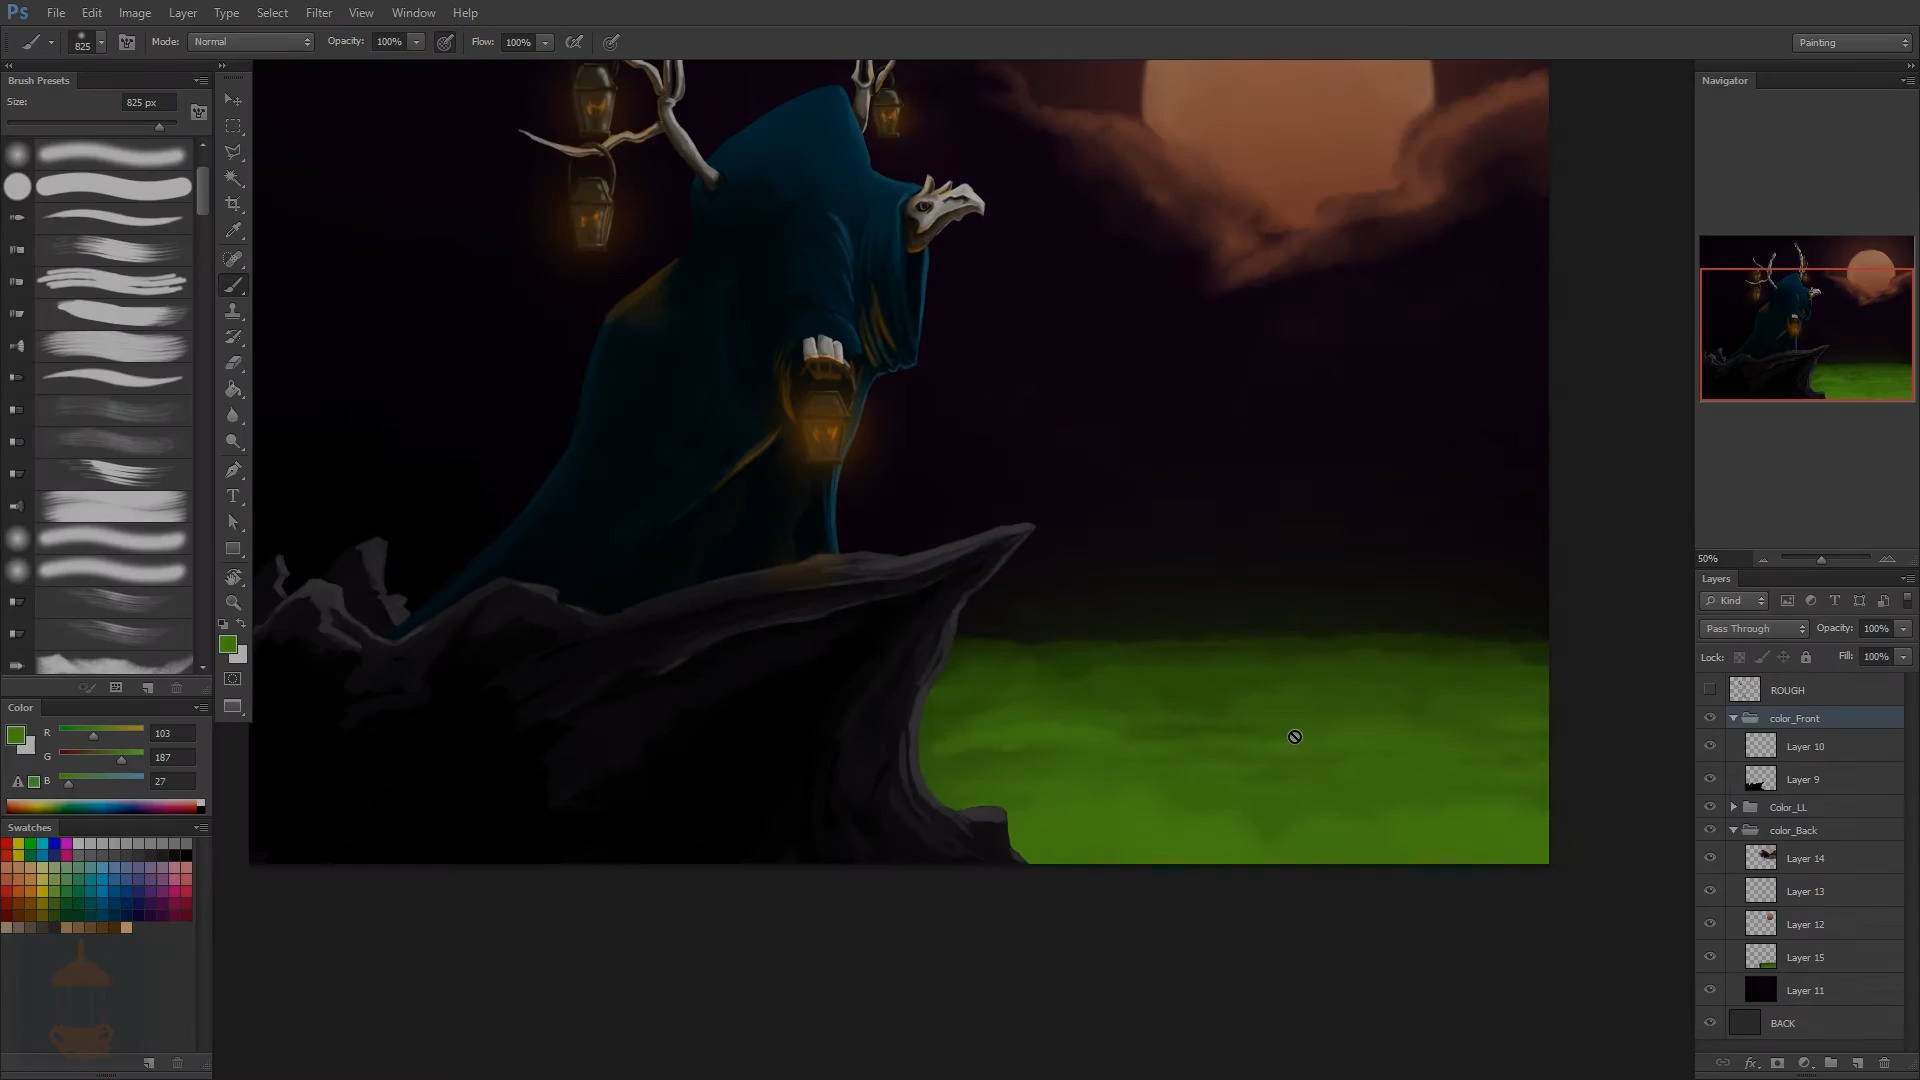 Ps File Edit Image Layer Type Select Filter View Window Help
825 Mode: Normal Opacity: 100% Flow: 100% Painting
Brush Presets
Size: 825 px
Navigator
50%
Layers
Kind
Pass Through Opacity: 100%
Lock: Fill: 100%
ROUGH
color_Front
Layer 10
Layer 9
Color_LL
color_Back
Layer 14
Layer 13
Layer 12
Layer 15
Layer 11
BACK
Color
R 103
G 187
B 27
Swatches